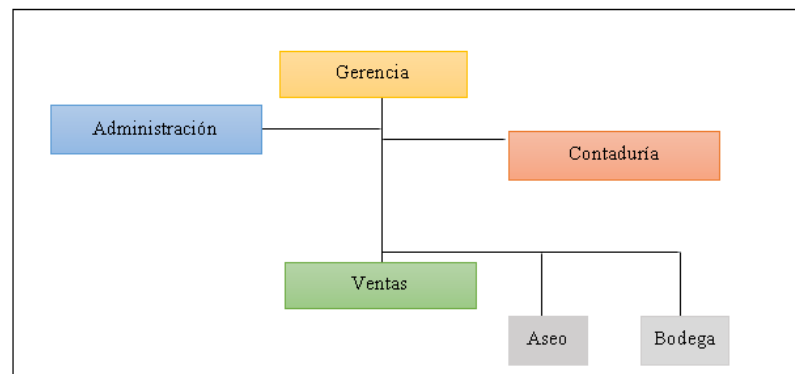 Gerencia
Administración
Contaduría
Ventas
Aseo
Bodega